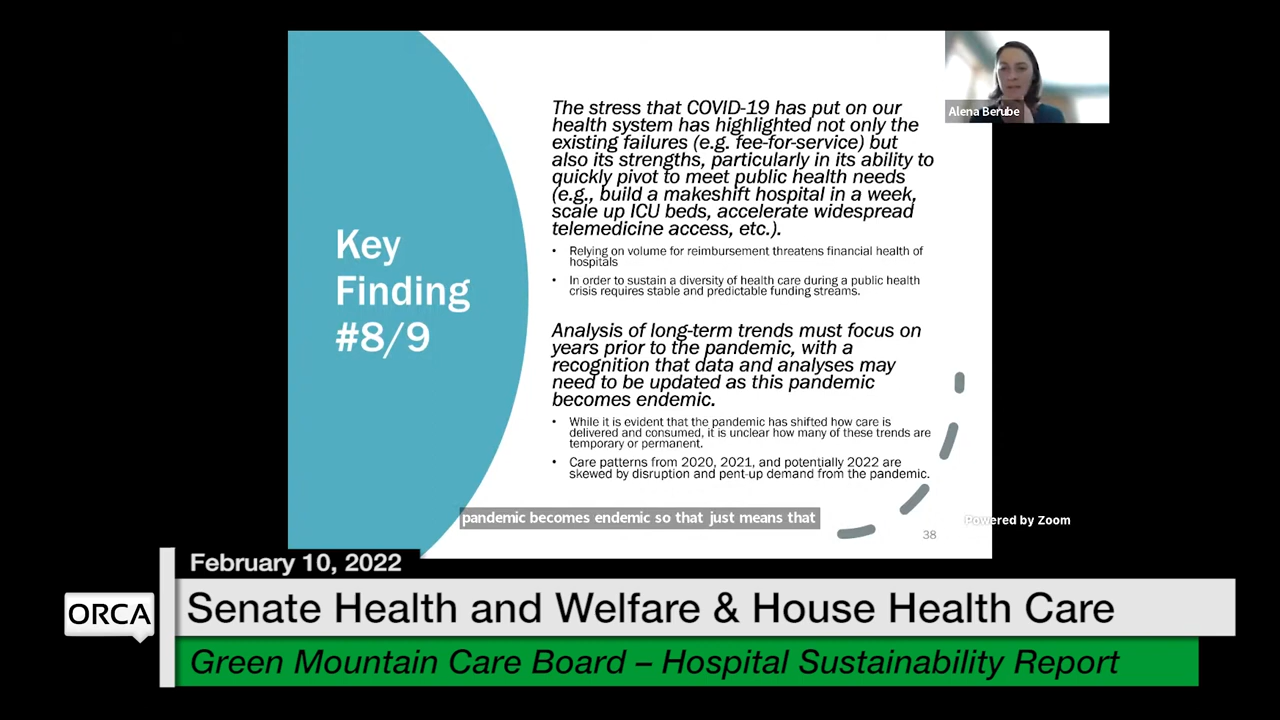 Alena Berube
The stress that COVID-19 has put on our
health system has highlighted not only the
existing failures (e.g. fee-for-service) but
also its strengths, particularly in its ability to
quickly pivot to meet public health needs
(e.g., build a makeshift hospital in a week,
scale up ICU beds, accelerate widespread
telemedicine access, etc.).
• Relying on volume for reimbursement threatens financial health of
hospitals
• In order to sustain a diversity of health care during a public health
crisis requires stable and predictable funding streams.
Key
Finding
#8/9
Analysis of long-term trends must focus on
years prior to the pandemic, with a
recognition that data and analyses may
need to be updated as this pandemic
becomes endemic.
• While it is evident that the pandemic has shifted how care is
delivered and consumed, it is unclear how many of these trends are
temporary or permanent.
• Care patterns from 2020, 2021, and potentially 2022 are
skewed by disruption and pent-up demand from the pandemic.
pandemic becomes endemic so that just means that
Powered by Zoom
38
February 10, 2022
ORCA
Senate Health and Welfare & House Health Care
Green Mountain Care Board – Hospital Sustainability Report